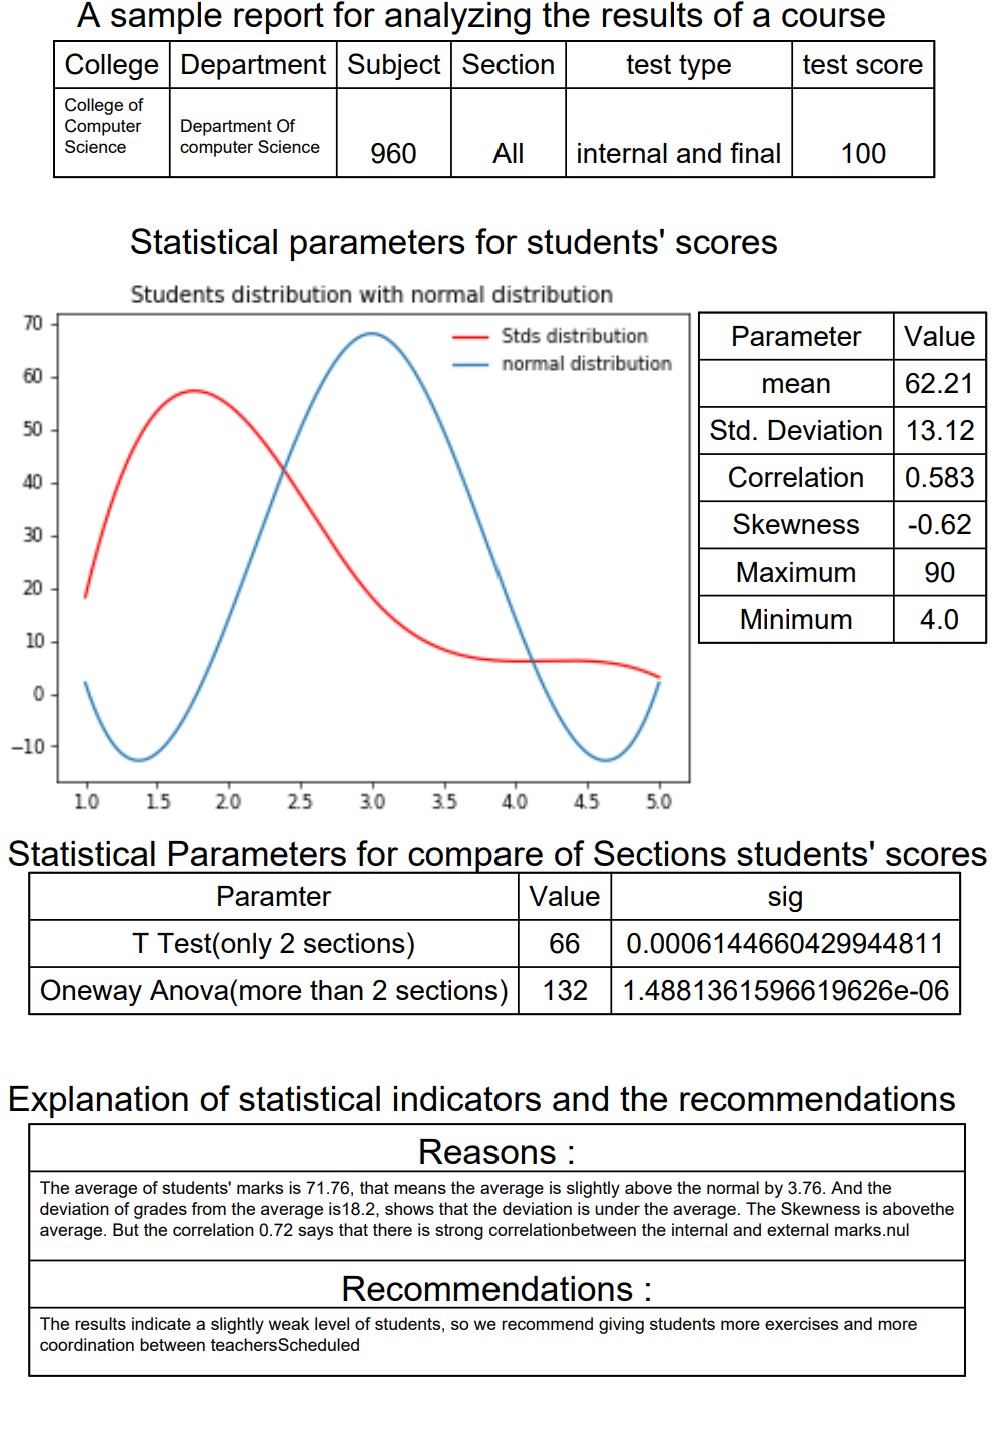 A sample report for analyzing the results of a course
College Department Subject Section test type test score
College of
Computer
Science
Department Of
computer Science
960 All internal and final 100
Statistical parameters for students' scores
Students distribution with normal distribution
Stds distribution
normal distribution
70
60
50
40
30
20
10
0
−10
1.0 1.5 2.0 2.5 3.0 3.5 4.0 4.5 5.0
Parameter Value
mean 62.21
Std. Deviation 13.12
Correlation 0.583
Skewness -0.62
Maximum 90
Minimum 4.0
Statistical Parameters for compare of Sections students' scores
Paramter Value sig
T Test(only 2 sections) 66 0.0006144660429944811
Oneway Anova(more than 2 sections) 132 1.4881361596619626e-06
Explanation of statistical indicators and the recommendations
Reasons :
The average of students' marks is 71.76, that means the average is slightly above the normal by 3.76. And the
deviation of grades from the average is18.2, shows that the deviation is under the average. The Skewness is abovethe
average. But the correlation 0.72 says that there is strong correlationbetween the internal and external marks.nul
Recommendations :
The results indicate a slightly weak level of students, so we recommend giving students more exercises and more
coordination between teachersScheduled